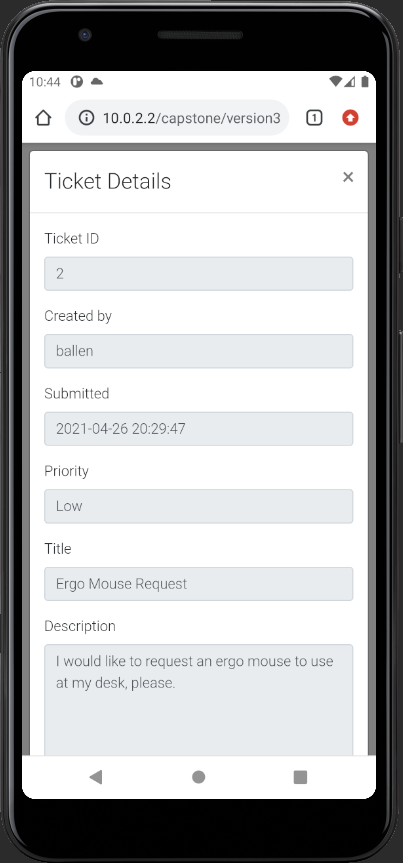 10:44
10.0.2.2/capstone/version3
1
Ticket Details
×
Ticket ID
2
Created by
ballen
Submitted
2021-04-26 20:29:47
Priority
Low
Title
Ergo Mouse Request
Description
I would like to request an ergo mouse to use
at my desk, please.